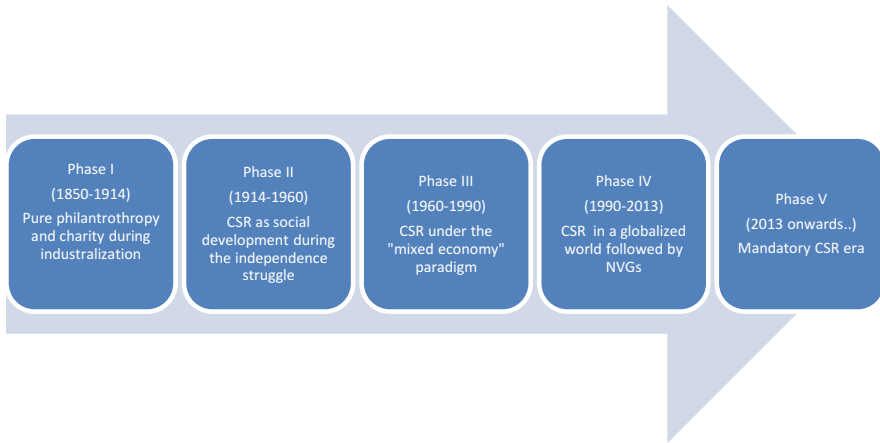 Phase I
(1850-1914)
Pure philantrothropy
and charity during
industralization
Phase II
(1914-1960)
CSR as social
development during
the independence
struggle
Phase III
(1960-1990)
CSR under the
"mixed economy"
paradigm
Phase IV
(1990-2013)
CSR in a globalized
world followed by
NVGs
Phase V
(2013 onwards..)
Mandatory CSR era